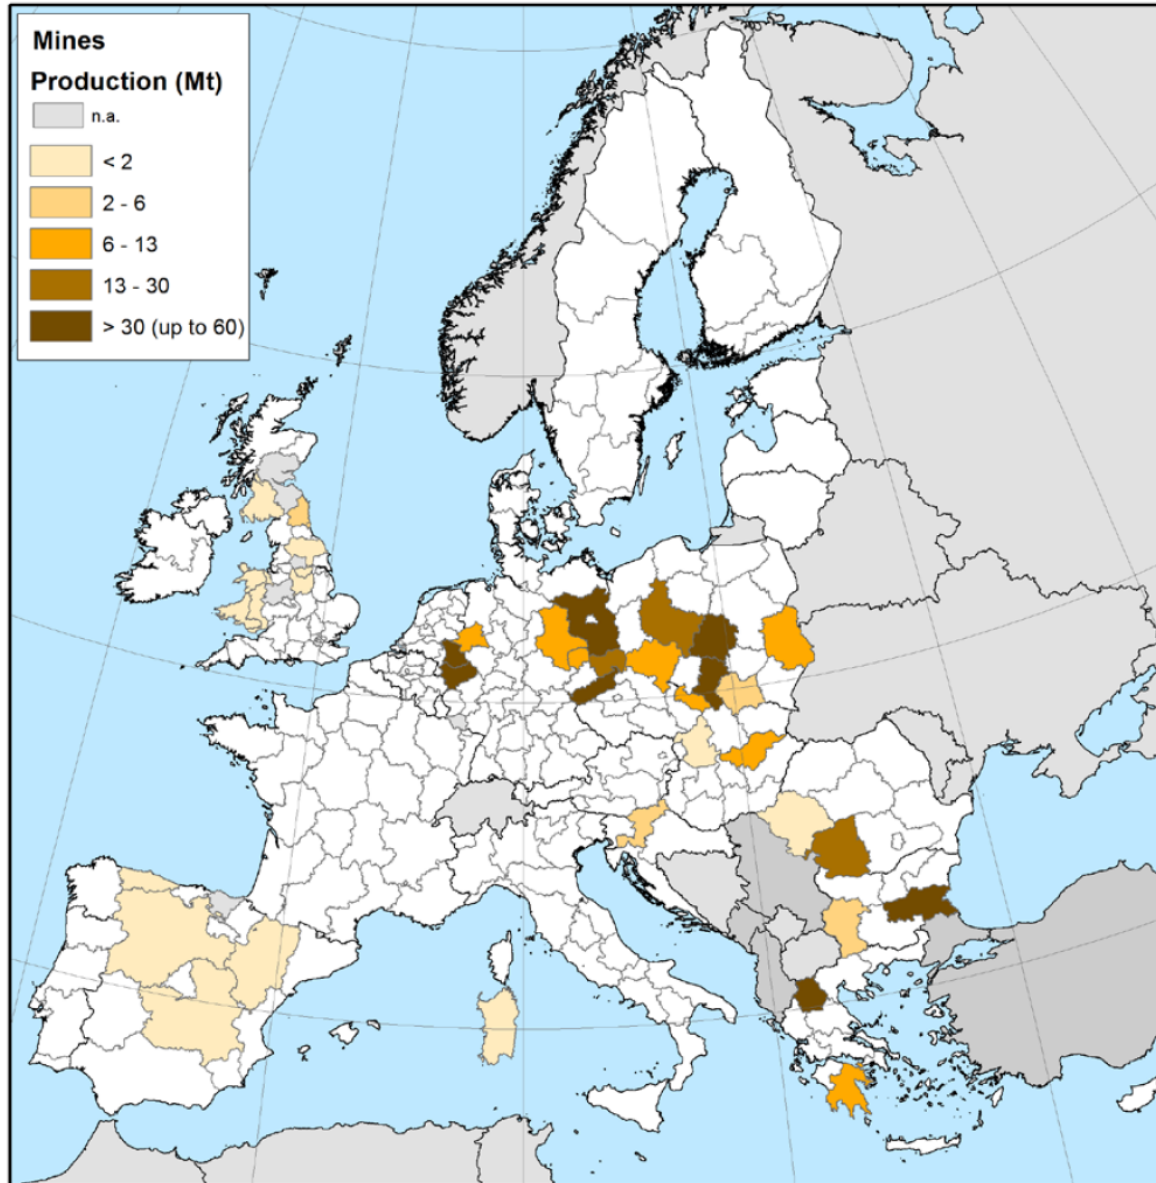 Mines
Production (Mt)
n.a.
< 2
2 - 6
6 - 13
13 - 30
> 30 (up to 60)